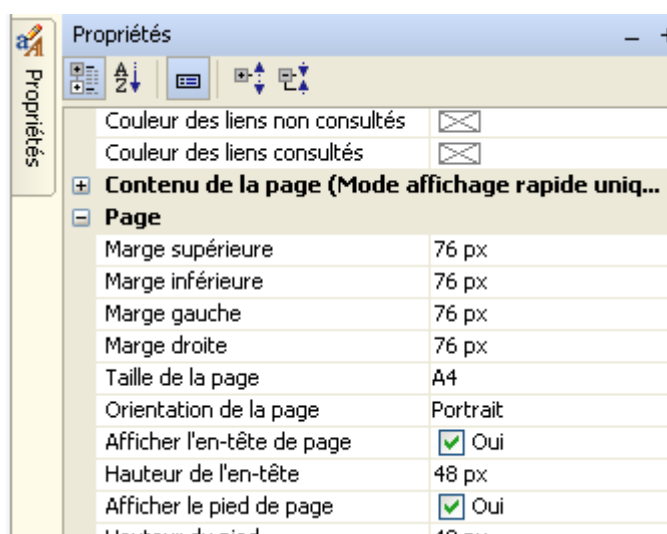 Propriétés
Propriétés
Couleur des liens non consultés
Couleur des liens consultés
Contenu de la page (Mode affichage rapide uniq...
Page
Marge supérieure 76 px
Marge inférieure 76 px
Marge gauche 76 px
Marge droite 76 px
Taille de la page A4
Orientation de la page Portrait
Afficher l'en-tête de page Oui
Hauteur de l'en-tête 48 px
Afficher le pied de page Oui